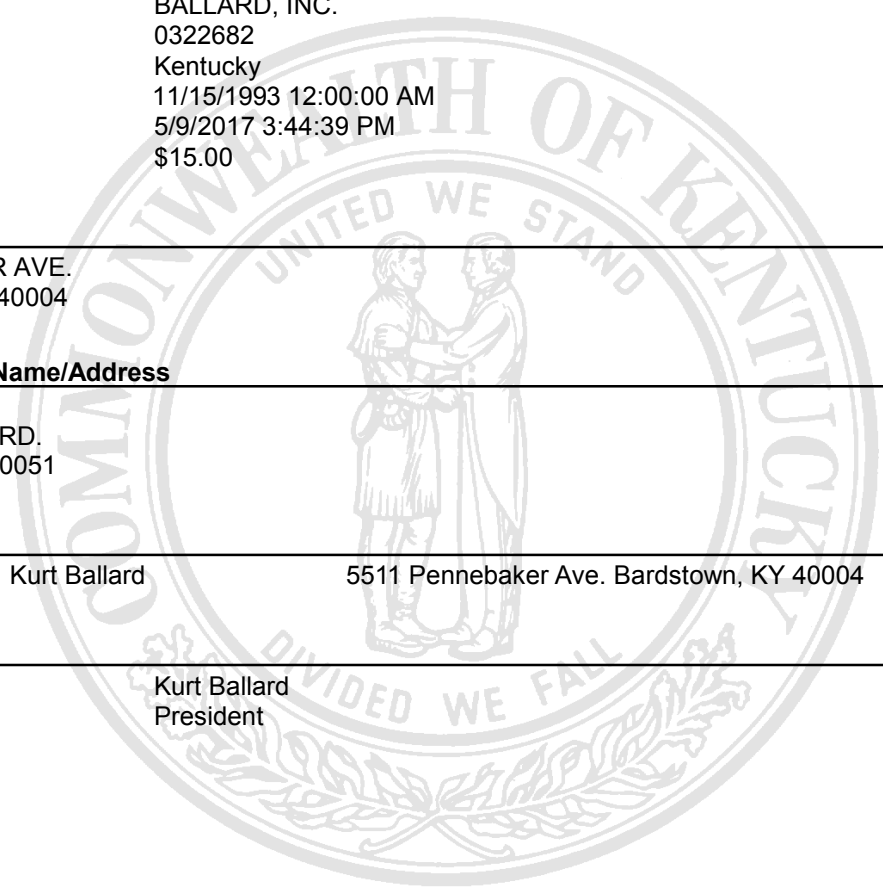 BALLARD, INC.
0322682
Kentucky
11/15/1993 12:00:00 AM
5/9/2017 3:44:39 PM
$15.00
COMMONWEALTH OF KENTUCKY
UNITED WE STAND
R AVE.
40004
Name/Address
RD.
0051
Kurt Ballard 5511 Pennebaker Ave. Bardstown, KY 40004
DIVIDED WE FALL
Kurt Ballard
President